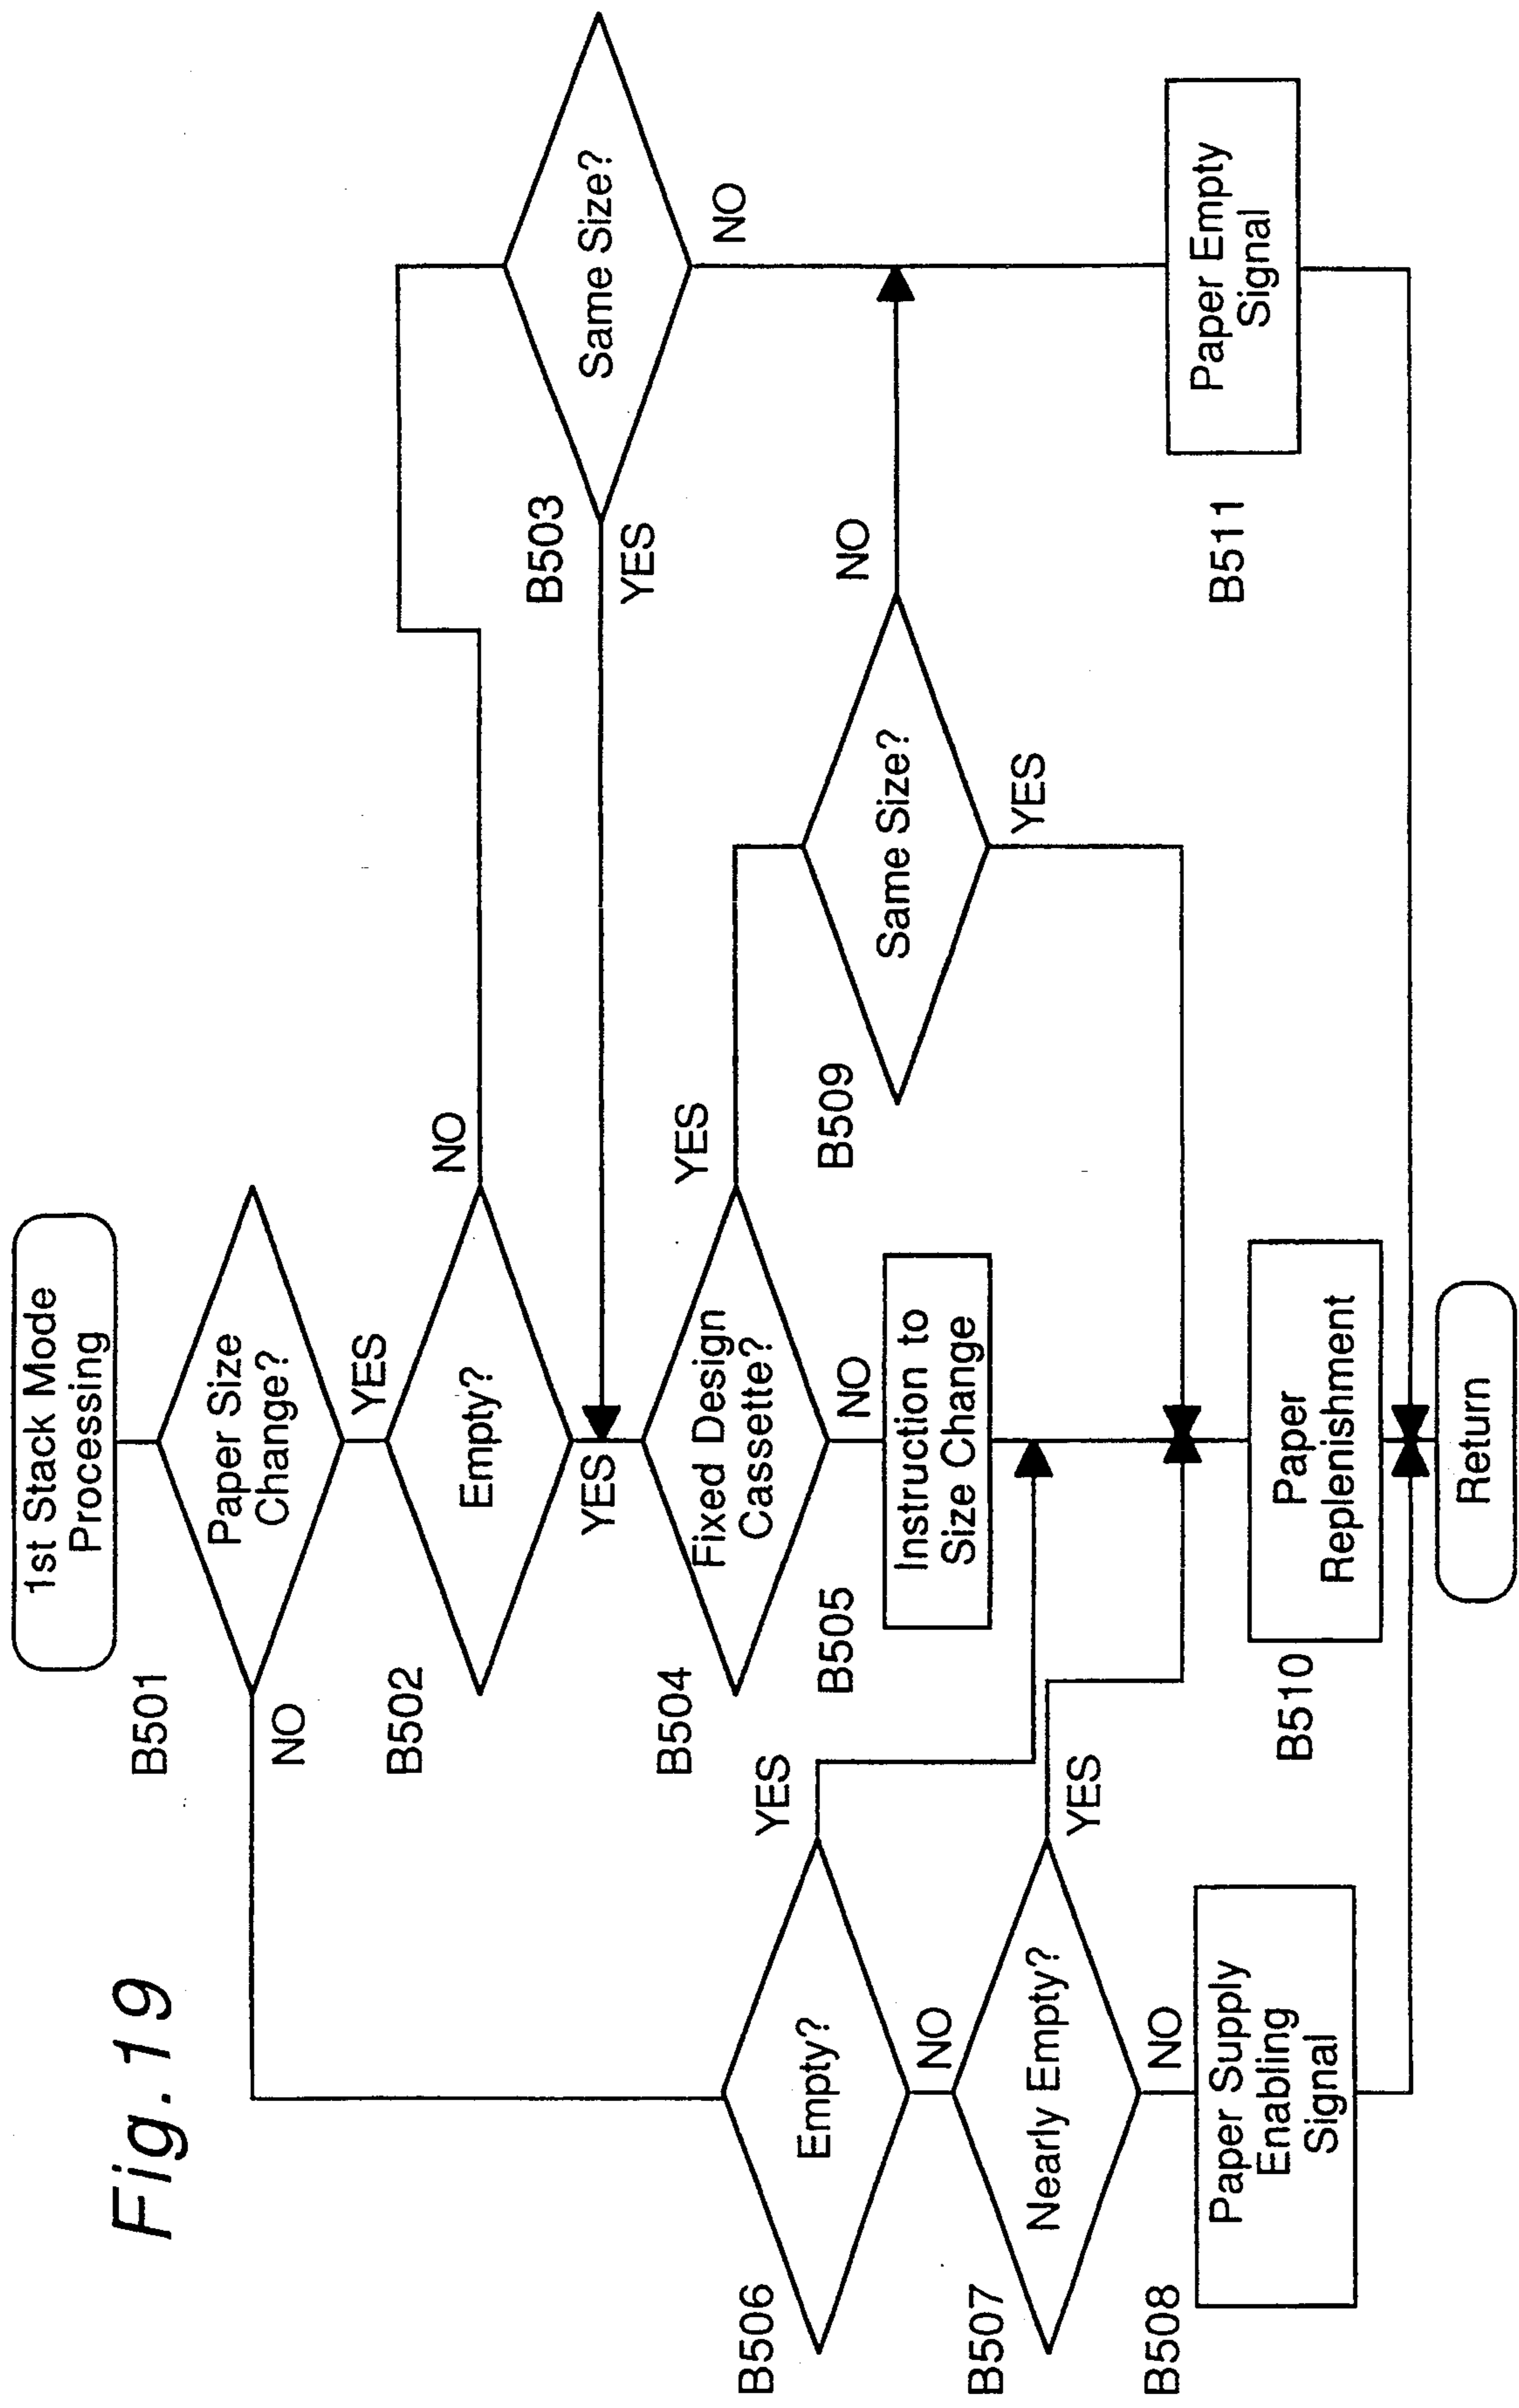 Fig. 19
1st Stack Mode
Processing
B501
Paper Size
Change?
NO
YES
B502
Empty?
NO
YES
B503
Same Size?
YES
NO
B504
Fixed Design
Cassette?
YES
NO
B505
Instruction to
Size Change
B506
Empty?
YES
NO
B507
Nearly Empty?
YES
NO
B508
Paper Supply
Enabling
Signal
B509
Same Size?
NO
YES
B510
Paper
Replenishment
B511
Paper Empty
Signal
Return